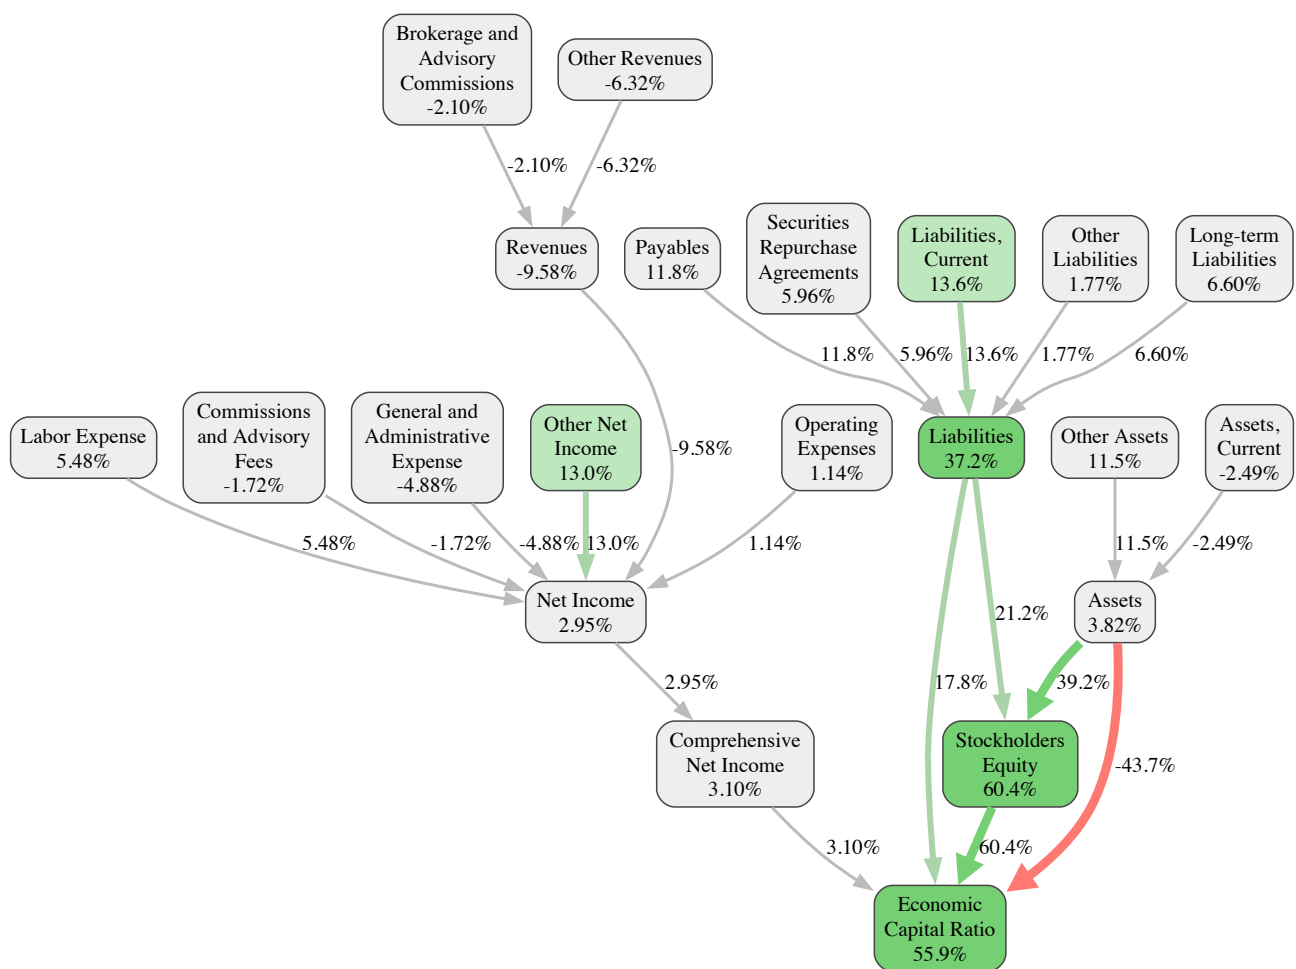 Brokerage and
Advisory
Commissions
-2.10%
Other Revenues
-6.32%
-2.10%
-6.32%
Revenues
-9.58%
Payables
11.8%
Securities
Repurchase
Agreements
5.96%
Liabilities,
Current
13.6%
Other
Liabilities
1.77%
Long-term
Liabilities
6.60%
11.8%
5.96%
13.6%
1.77%
6.60%
Labor Expense
5.48%
Commissions
and Advisory
Fees
-1.72%
General and
Administrative
Expense
-4.88%
Other Net
Income
13.0%
-9.58%
Operating
Expenses
1.14%
Liabilities
37.2%
Other Assets
11.5%
Assets,
Current
-2.49%
5.48%
-1.72%
-4.88%
13.0%
1.14%
11.5%
-2.49%
Net Income
2.95%
21.2%
Assets
3.82%
2.95%
17.8%
39.2%
Comprehensive
Net Income
3.10%
Stockholders
Equity
60.4%
-43.7%
3.10%
60.4%
Economic
Capital Ratio
55.9%